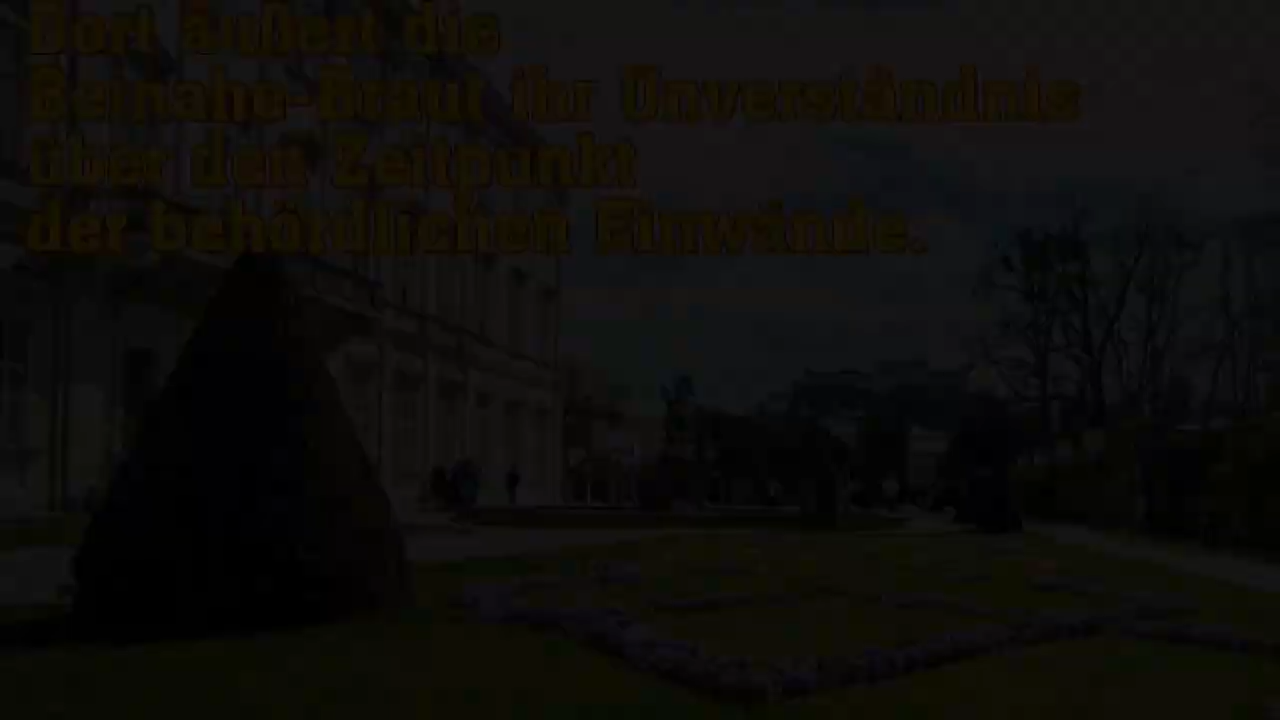 Dort äußert die
Beinahe-Braut ihr Unverständnis
über den Zeitpunkt
der behördlichen Einwände.